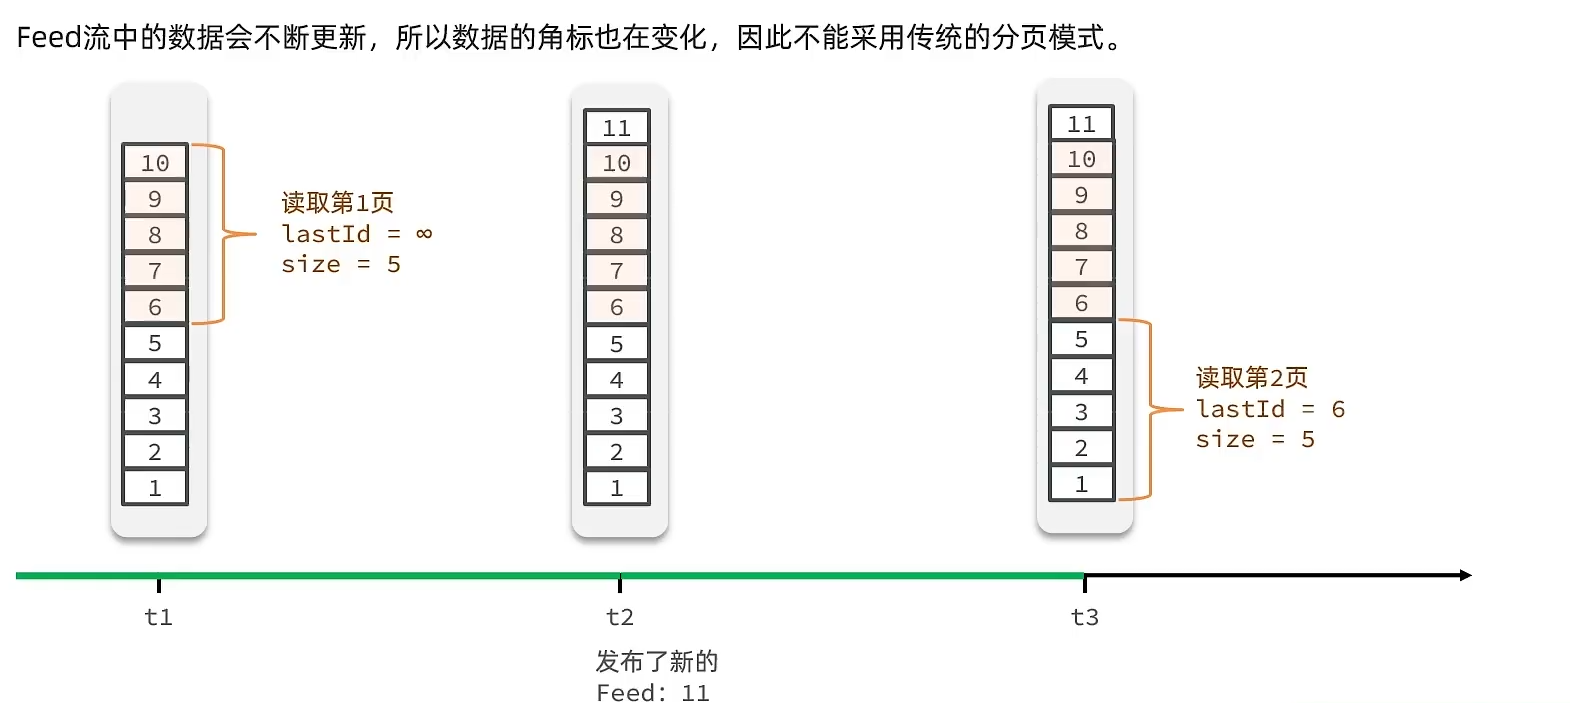 Feed流中的数据会不断更新，所以数据的角标也在变化，因此不能采用传统的分页模式。
10
9
8
7
6
5
4
3
2
1
读取第1页
lastId = ∞
size = 5
11
10
9
8
7
6
5
4
3
2
1
11
10
9
8
7
6
5
4
3
2
1
读取第2页
lastId = 6
size = 5
t1
t2
t3
发布了新的
Feed：11